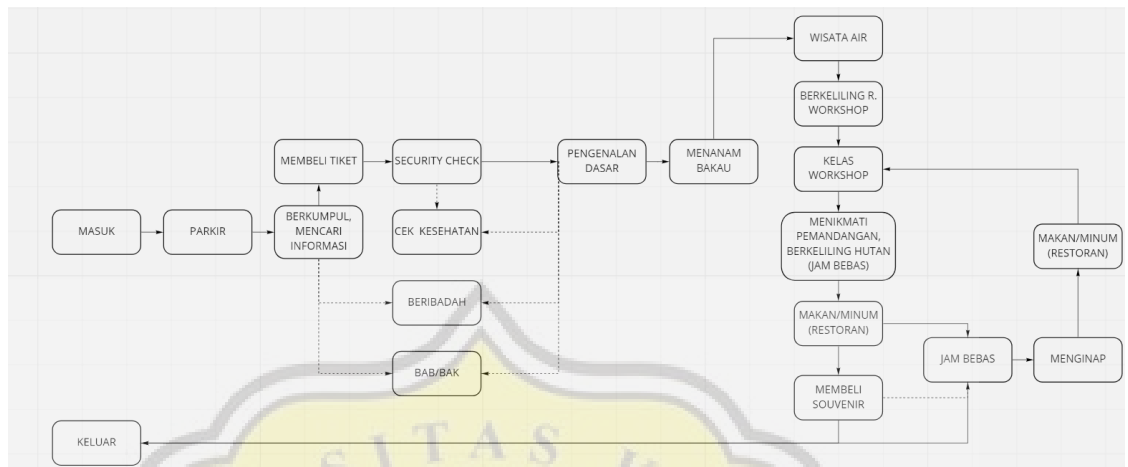 MASUK
PARKIR
BERKUMPUL,
MENCARI
INFORMASI
MEMBELI TIKET
SECURITY CHECK
CEK KESEHATAN
BERIBADAH
BAB/BAK
PENGENALAN
DASAR
MENANAM
BAKAU
WISATA AIR
BERKELILING R.
WORKSHOP
KELAS
WORKSHOP
MENIKMATI
PEMANDANGAN,
BERKELILING HUTAN
(JAM BEBAS)
MAKAN/MINUM
(RESTORAN)
MEMBELI
SOUVENIR
JAM BEBAS
MENGINAP
MAKAN/MINUM
(RESTORAN)
KELUAR
SITAS